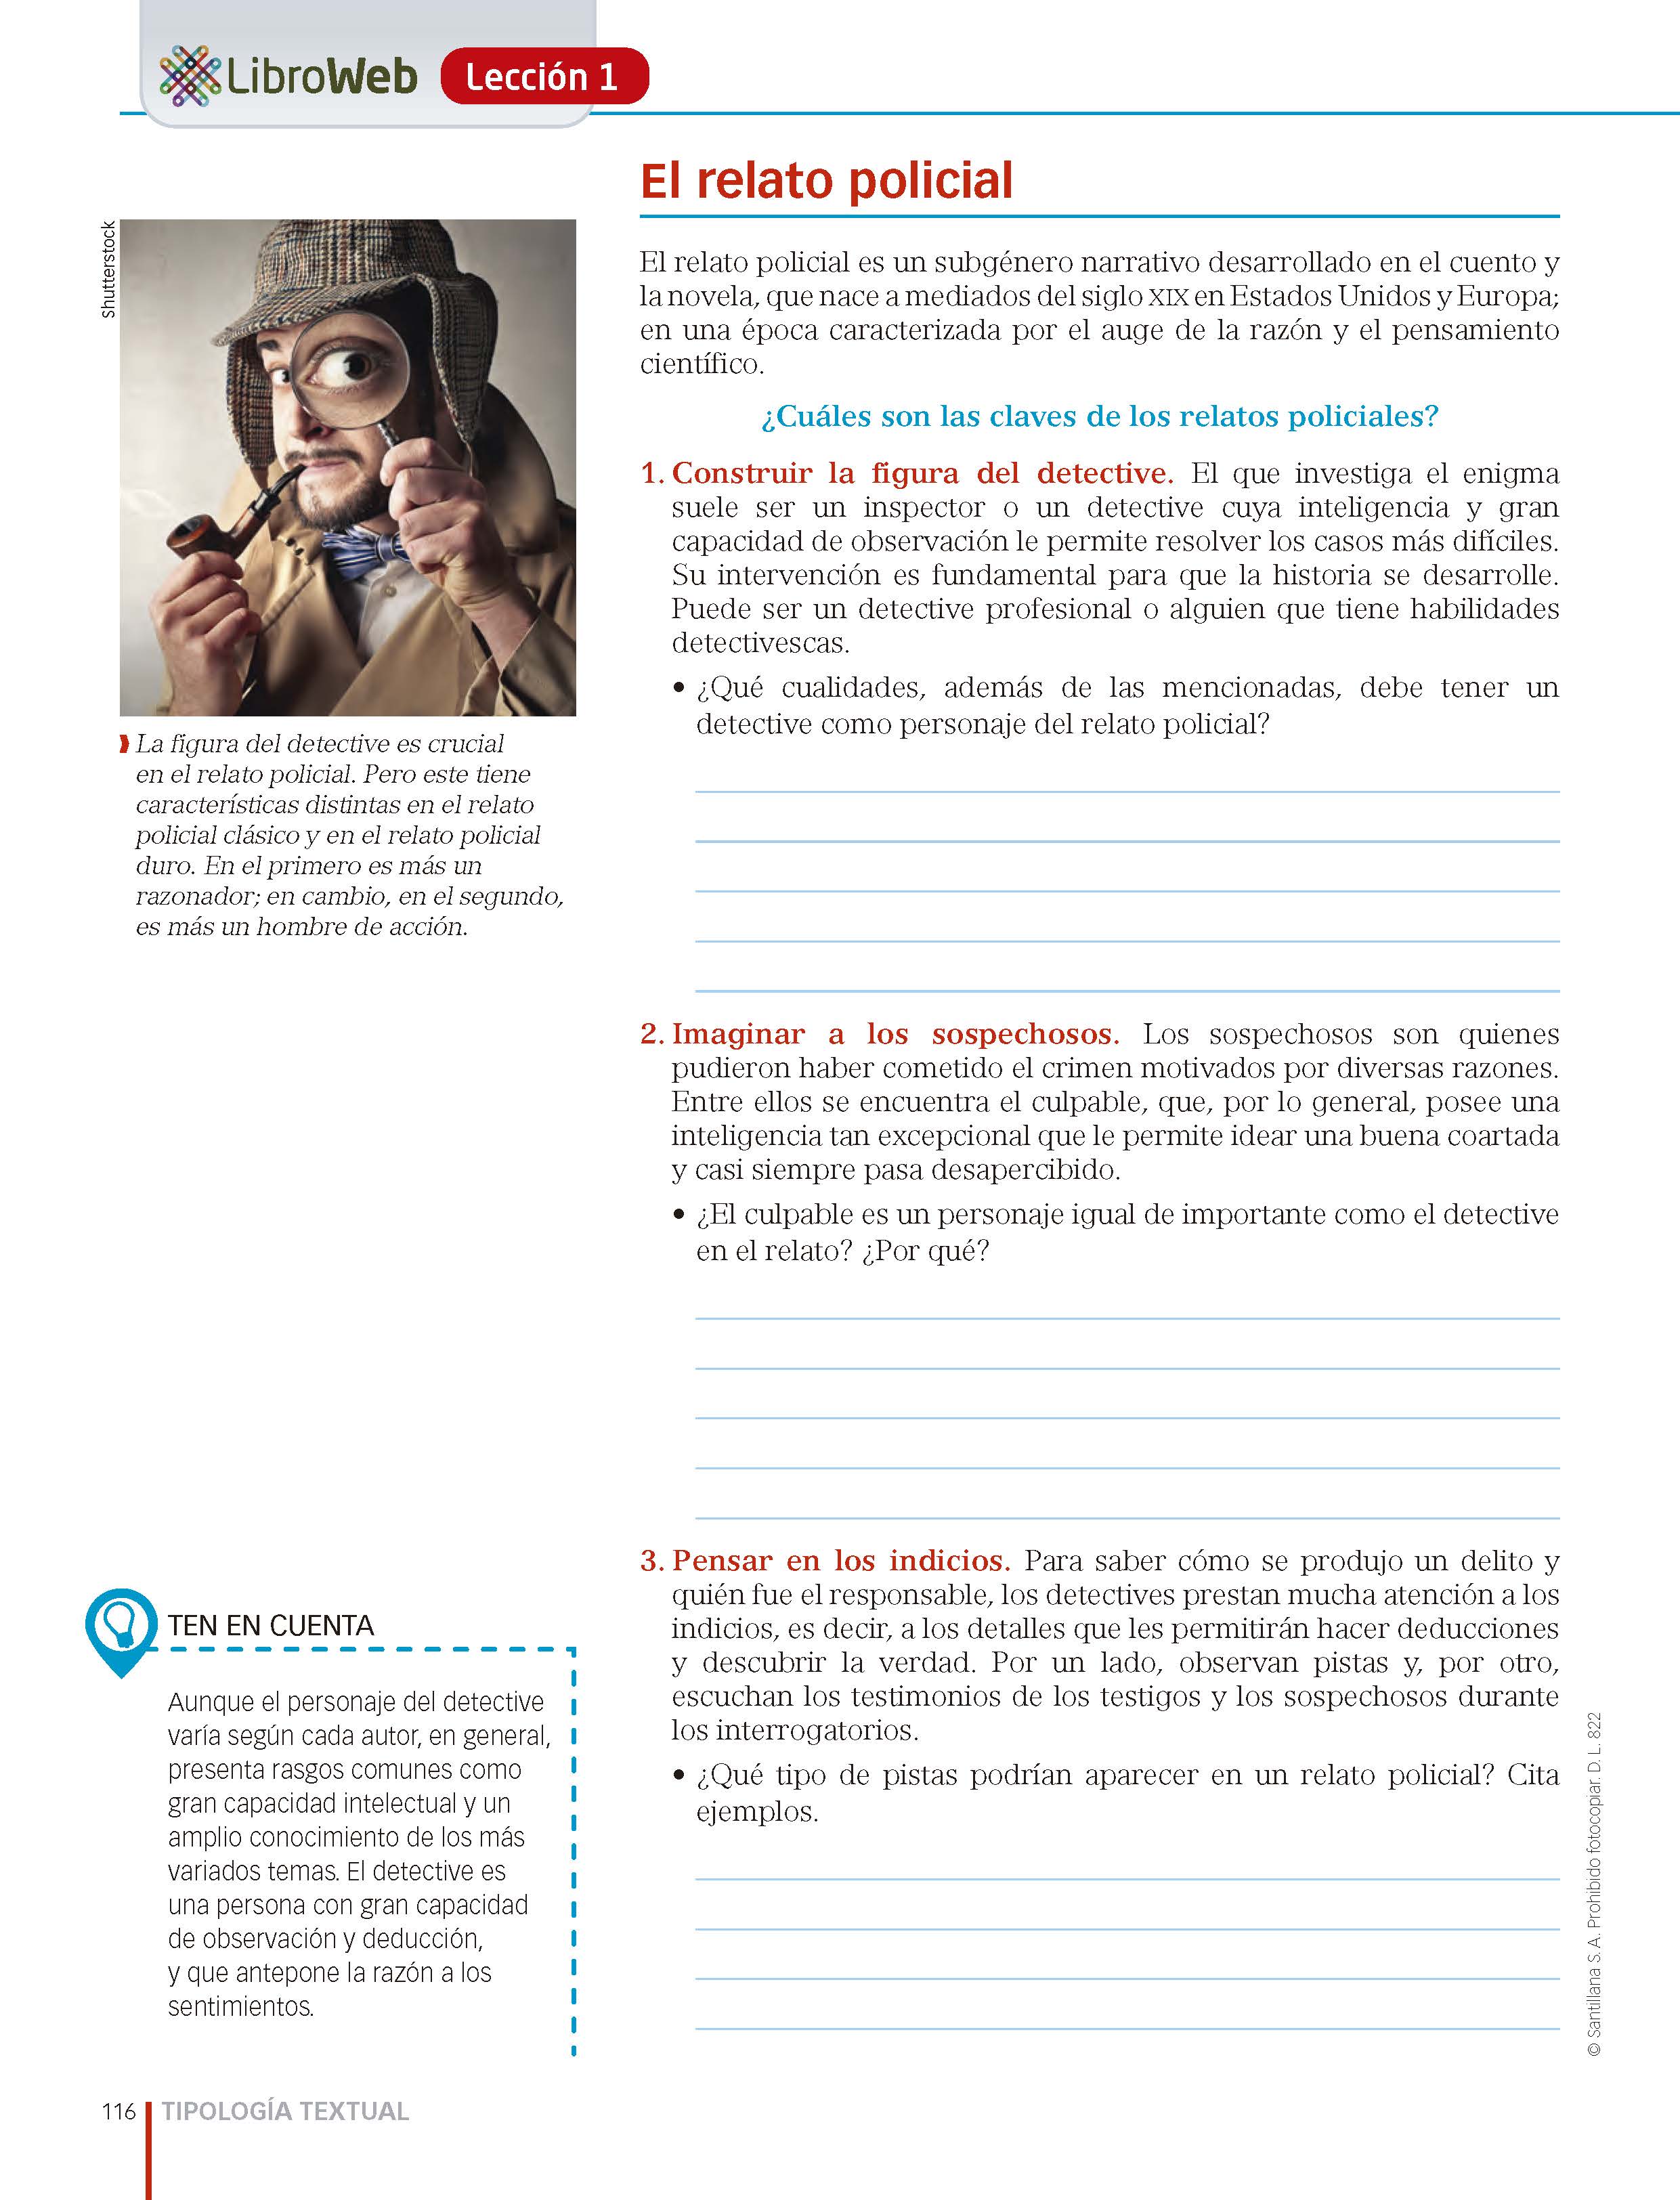 LibroWeb Lección 1
El relato policial
Shutterstock
La figura del detective es crucial
en el relato policial. Pero este tiene
características distintas en el relato
policial clásico y en el relato policial
duro. En el primero es más un
razonador; en cambio, en el segundo,
es más un hombre de acción.
El relato policial es un subgénero narrativo desarrollado en el cuento y
la novela, que nace a mediados del siglo XIX en Estados Unidos y Europa;
en una época caracterizada por el auge de la razón y el pensamiento
científico.
¿Cuáles son las claves de los relatos policiales?
1. Construir la figura del detective. El que investiga el enigma
suele ser un inspector o un detective cuya inteligencia y gran
capacidad de observación le permite resolver los casos más difíciles.
Su intervención es fundamental para que la historia se desarrolle.
Puede ser un detective profesional o alguien que tiene habilidades
detectivescas.
• ¿Qué cualidades, además de las mencionadas, debe tener un
detective como personaje del relato policial?
2. Imaginar a los sospechosos. Los sospechosos son quienes
pudieron haber cometido el crimen motivados por diversas razones.
Entre ellos se encuentra el culpable, que, por lo general, posee una
inteligencia tan excepcional que le permite idear una buena coartada
y casi siempre pasa desapercibido.
• ¿El culpable es un personaje igual de importante como el detective
en el relato? ¿Por qué?
3. Pensar en los indicios. Para saber cómo se produjo un delito y
quién fue el responsable, los detectives prestan mucha atención a los
indicios, es decir, a los detalles que les permitirán hacer deducciones
y descubrir la verdad. Por un lado, observan pistas y, por otro,
escuchan los testimonios de los testigos y los sospechosos durante
los interrogatorios.
• ¿Qué tipo de pistas podrían aparecer en un relato policial? Cita
ejemplos.
TEN EN CUENTA
Aunque el personaje del detective
varía según cada autor, en general,
presenta rasgos comunes como
gran capacidad intelectual y un
amplio conocimiento de los más
variados temas. El detective es
una persona con gran capacidad
de observación y deducción,
y que antepone la razón a los
sentimientos.
© Santillana S. A. Prohibido fotocopiar. D. L. 822
116 TIPOLOGÍA TEXTUAL